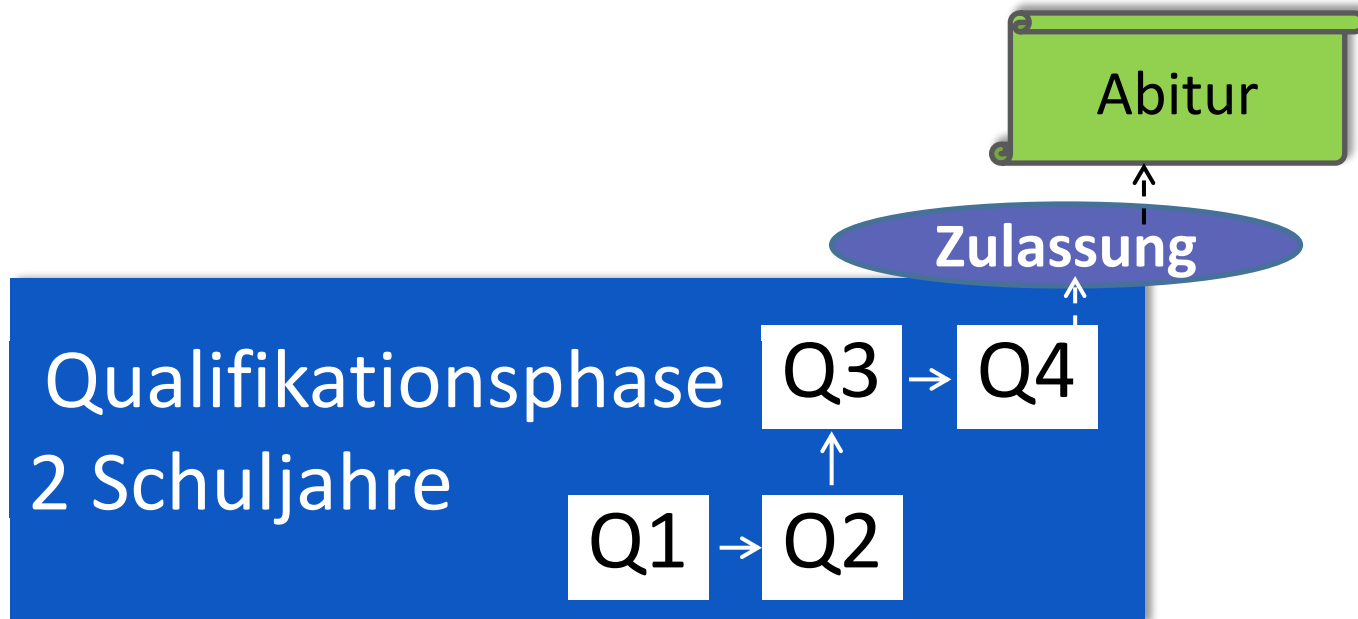 Abitur
Zulassung
Qualifikationsphase
2 Schuljahre
Q3
Q4
Q1
Q2